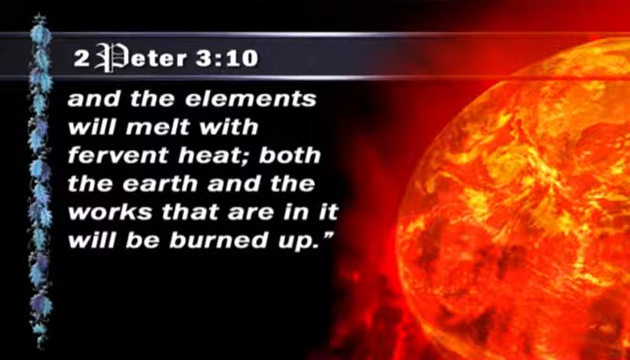 2 Peter 3:10
and the elements
will melt with
fervent heat; both
the earth and the
works that are in it
will be burned up.”